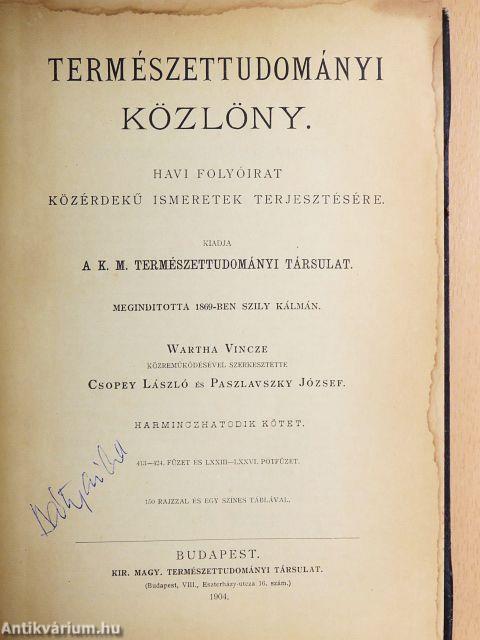 TERMÉSZETTUDOMÁNYI
KÖZLÖNY.
HAVI FOLYÓIRAT
KÖZÉRDEKŰ ISMERETEK TERJESZTÉSÉRE.
KIADJA
A K. M. TERMÉSZETTUDOMÁNYI TÁRSULAT.
MEGINDITOTTA 1869-BEN SZILY KÁLMÁN.
WARTHA VINCZE
KÖZREMŰKÖDÉSÉVEL SZERKESZTETTE
CSOPEY LÁSZLÓ ÉS PASZLAVSZKY JÓZSEF.
HARMINCZHATODIK KÖTET.
413—424. FÜZET ÉS LXXIII—LXXVI. PÓTFÜZET.
150 RAJZZAL ÉS EGY SZINES TÁBLÁVAL.
BUDAPEST.
KIR. MAGY. TERMÉSZETTUDOMÁNYI TÁRSULAT.
(Budapest, VIII., Eszterházy-utcza 16. szám.)
1904.
Antikvárium.hu